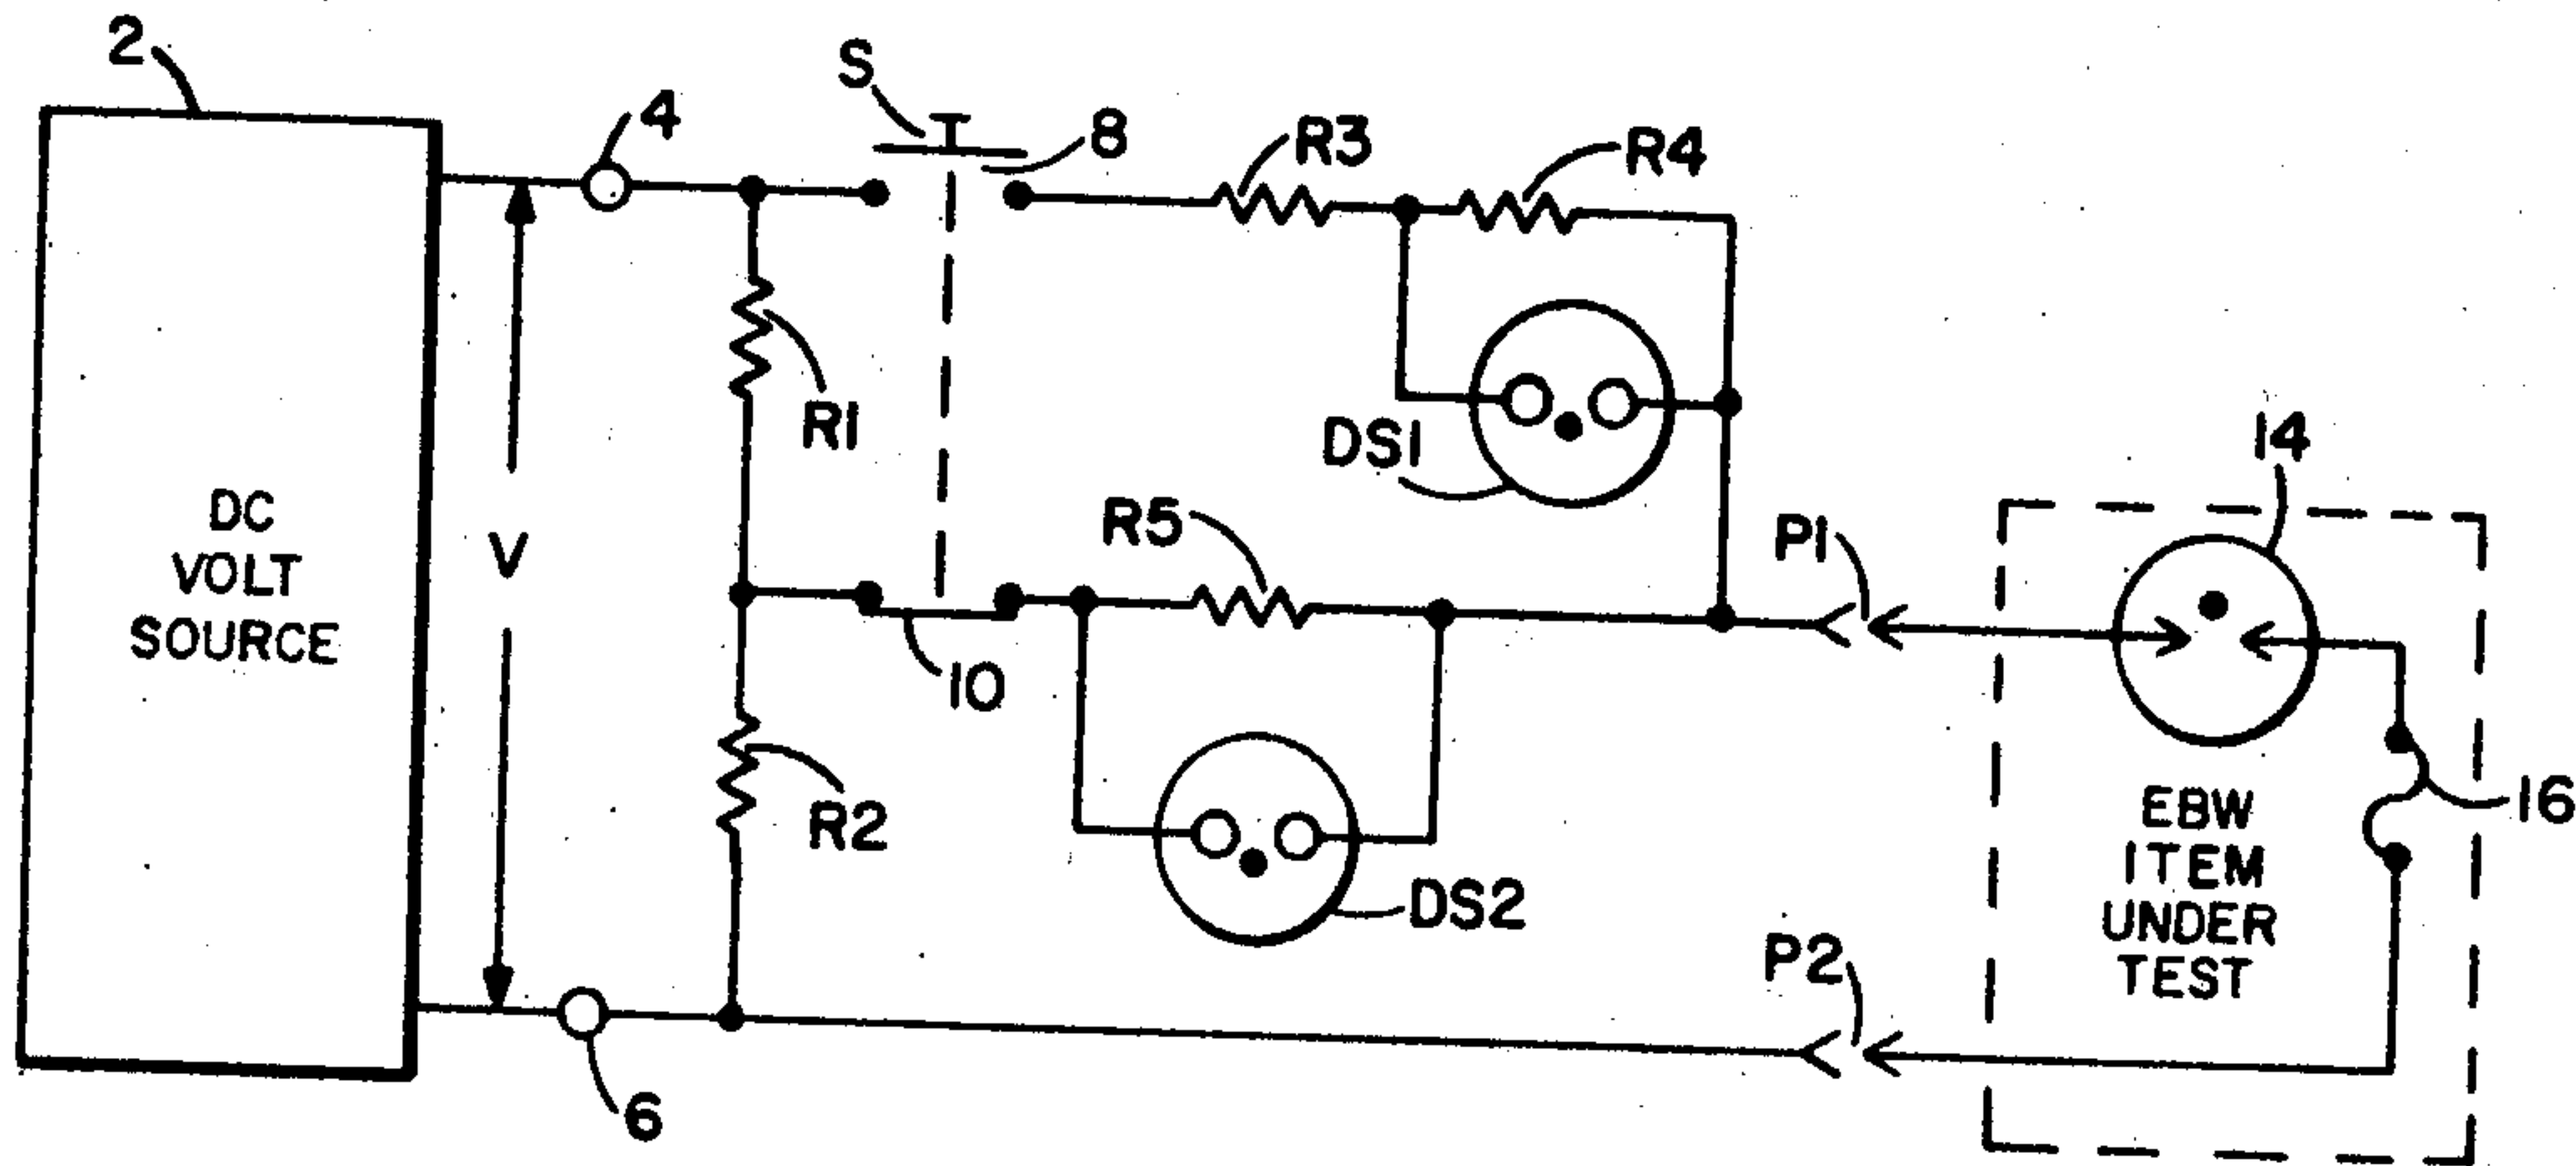 2
4
S
8
R3
R4
R1
DS1
14
DC
VOLT
SOURCE
V
R5
P1
10
R2
DS2
16
EBW
ITEM
UNDER
TEST
P2
6